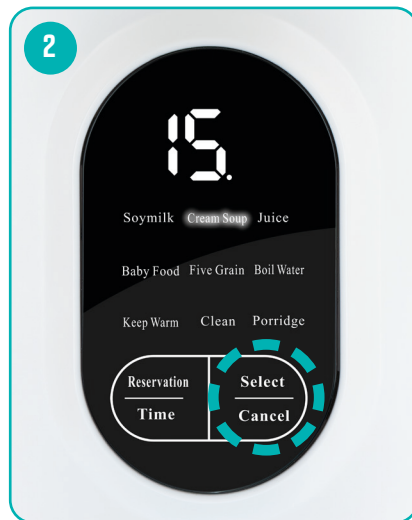 2
15.
Soymilk Cream Soup Juice
Baby Food Five Grain Boil Water
Keep Warm Clean Porridge
Reservation Select
Time Cancel